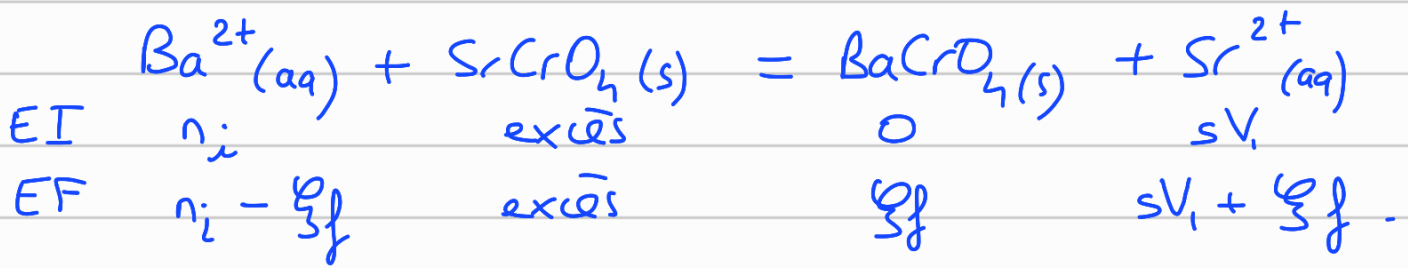 Ba²⁺(aq) + SrCrO₄(s) = BaCrO₄(s) + Sr²⁺(aq)
EI nᵢ excès 0 sV₁
EF nᵢ - ξf excès ξf sV₁ + ξf.